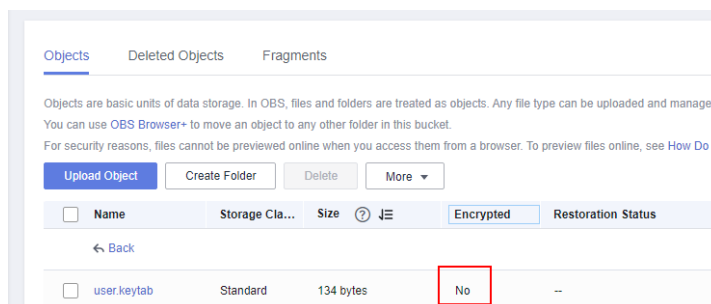 Objects Deleted Objects Fragments
Objects are basic units of data storage. In OBS, files and folders are treated as objects. Any file type can be uploaded and manage
You can use OBS Browser+ to move an object to any other folder in this bucket.
For security reasons, files cannot be previewed online when you access them from a browser. To preview files online, see How Do
Upload Object Create Folder Delete More
Name Storage Cla... Size ? Encrypted Restoration Status
Back
user.keytab Standard 134 bytes No --